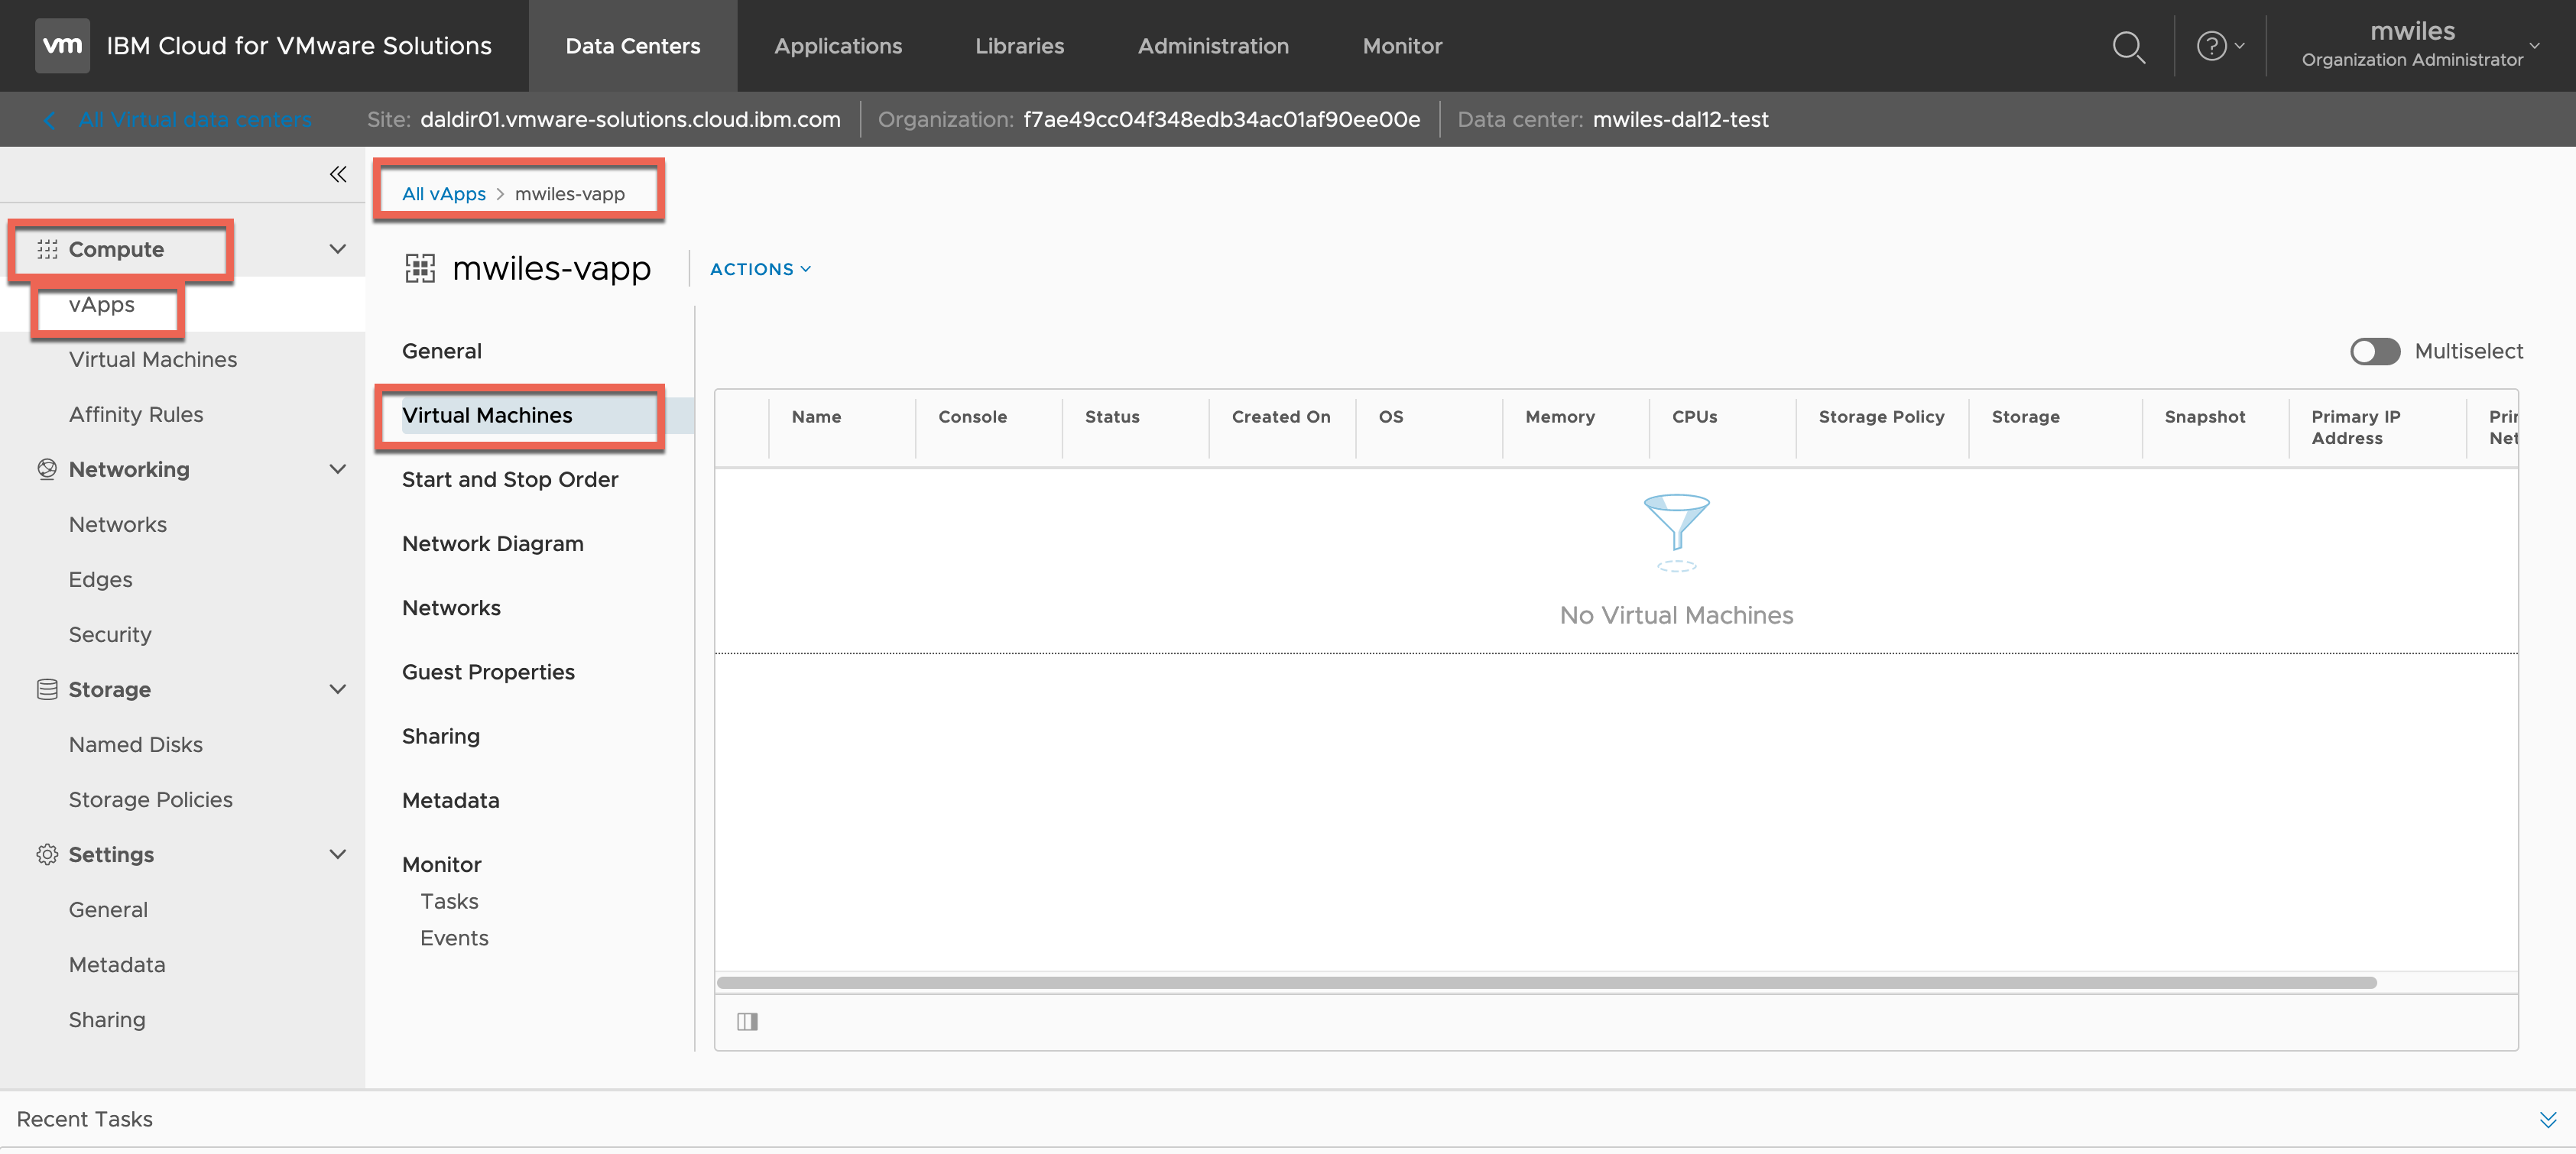 vm IBM Cloud for VMware Solutions Data Centers Applications Libraries Administration Monitor mwiles
Organization Administrator
All Virtual data centers Site: daldir01.vmware-solutions.cloud.ibm.com Organization: f7ae49cc04f348edb34ac01af90ee00e Data center: mwiles-dal12-test
Compute
vApps
Virtual Machines
Affinity Rules
Networking
Networks
Edges
Security
Storage
Named Disks
Storage Policies
Settings
General
Metadata
Sharing
All vApps > mwiles-vapp
mwiles-vapp ACTIONS
General
Virtual Machines
Start and Stop Order
Network Diagram
Networks
Guest Properties
Sharing
Metadata
Monitor
Tasks
Events
Multiselect
Name Console Status Created On OS Memory CPUs Storage Policy Storage Snapshot Primary IP
Address
No Virtual Machines
Recent Tasks